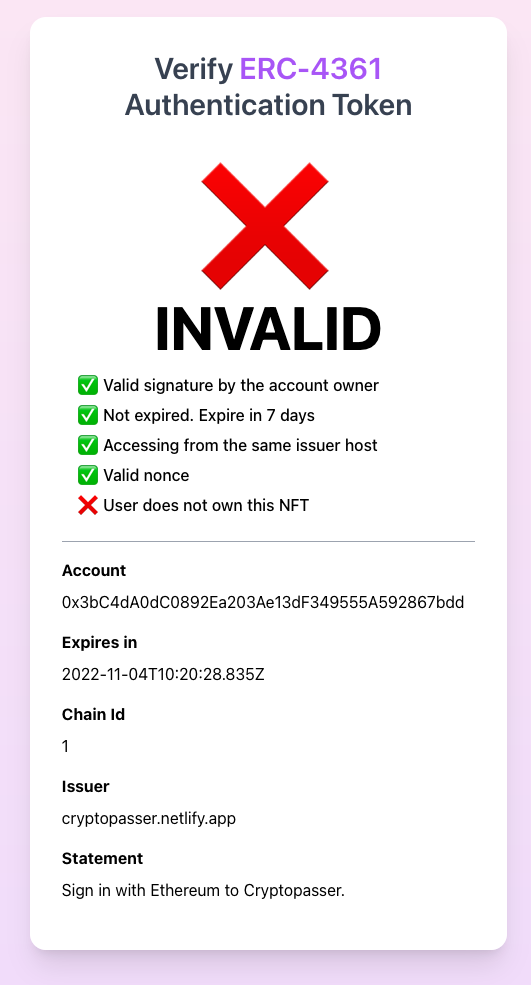 Verify ERC-4361
Authentication Token
INVALID
Valid signature by the account owner
Not expired. Expire in 7 days
Accessing from the same issuer host
Valid nonce
User does not own this NFT
Account
0x3bC4dA0dC0892Ea203Ae13dF349555A592867bdd
Expires in
2022-11-04T10:20:28.835Z
Chain Id
1
Issuer
cryptopasser.netlify.app
Statement
Sign in with Ethereum to Cryptopasser.